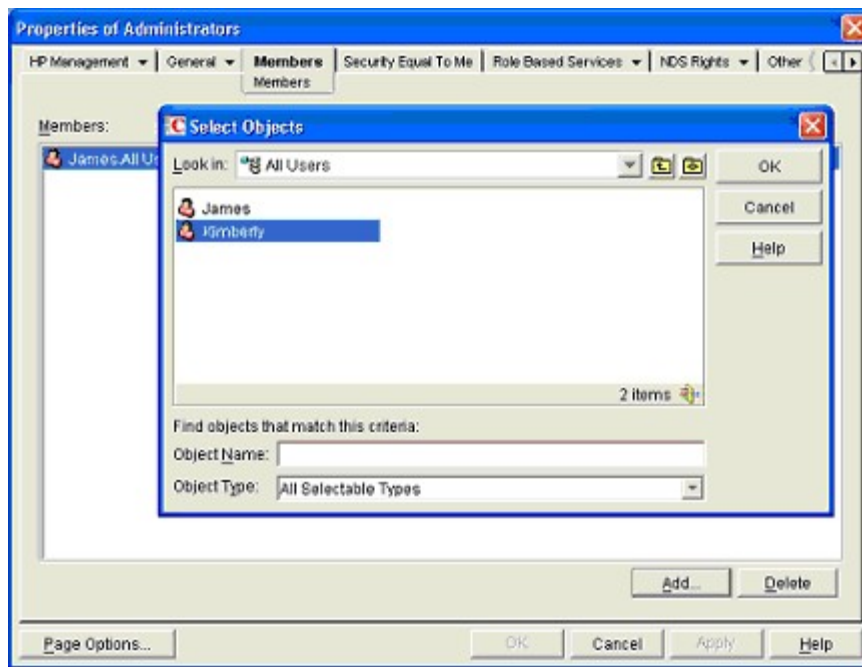 Properties of Administrators
HP Management General Members Security Equal To Me Role Based Services NDS Rights Other
Members
Members:
Select Objects
James.All Us
Look in: All Users
OK
James
Cancel
Kimberly
Help
2 items
Find objects that match this criteria:
Object Name:
Object Type: All Selectable Types
Add... Delete
Page Options... OK Cancel Apply Help